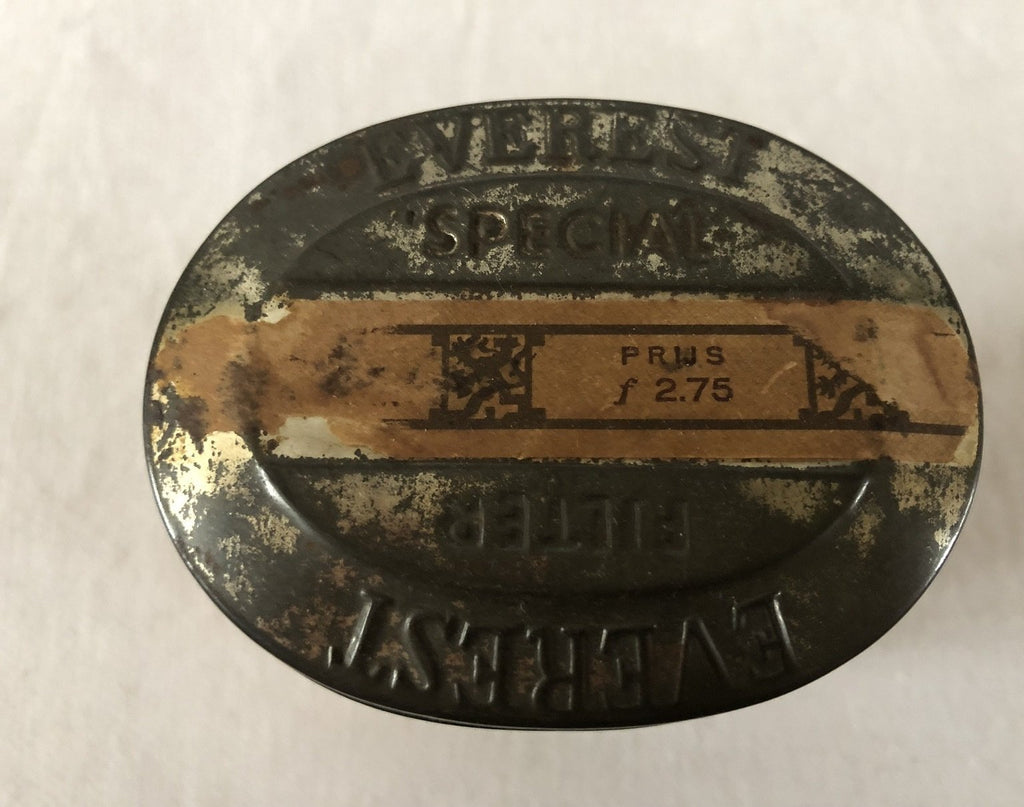 EVEREST
SPECIAL
PRIJS
ƒ 2.75
FILTER
EVEREST